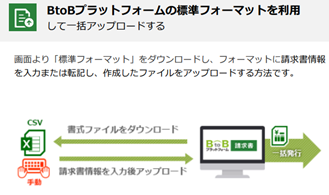 BtoBプラットフォームの標準フォーマットを利用
して一括アップロードする
画面より「標準フォーマット」をダウンロードし、フォーマットに請求書情報
を入力または転記し、作成したファイルをアップロードする方法です。
CSV
書式ファイルをダウンロード
BtoB
プラットフォーム
請求書
一括発行
手動
請求書情報を入力後アップロード